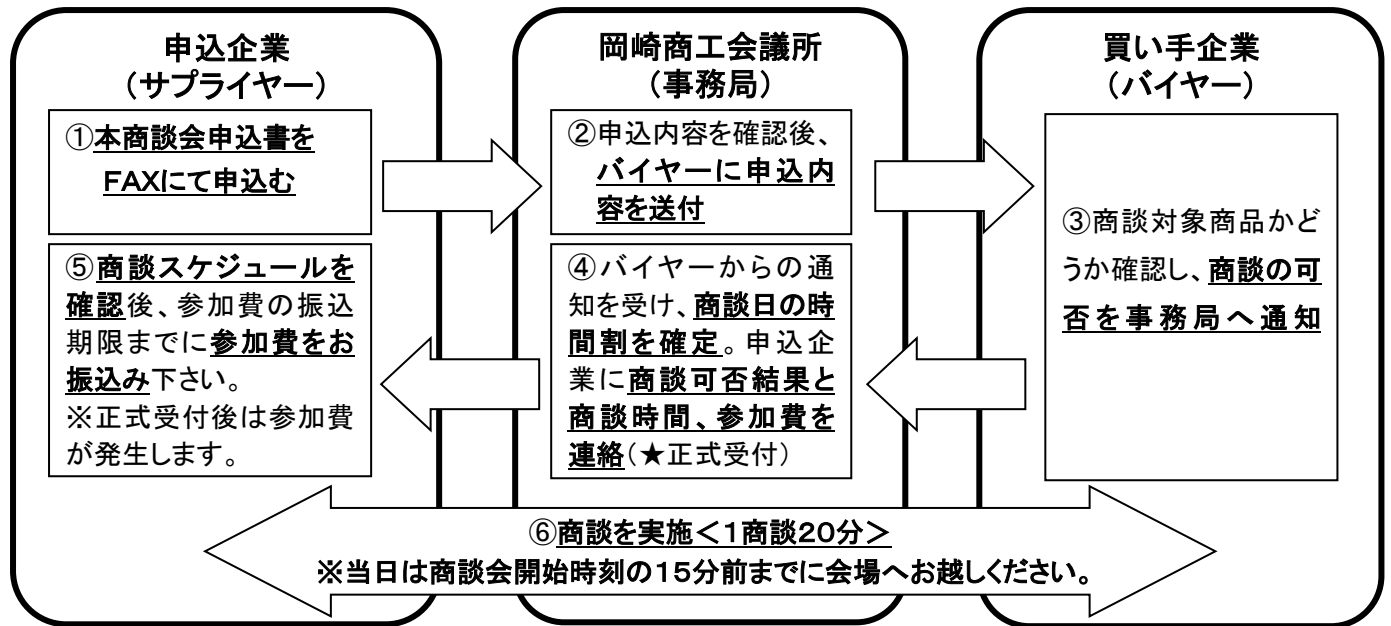 申込企業
（サプライヤー）
①本商談会申込書を
FAXにて申込む
⑤商談スケジュールを
確認後、参加費の振込
期限までに参加費をお
振込み下さい。
※正式受付後は参加費
が発生します。
岡崎商工会議所
（事務局）
②申込内容を確認後、
バイヤーに申込内
容を送付
④バイヤーからの通
知を受け、商談日の時
間割を確定。申込企
業に商談可否結果と
商談時間、参加費を
連絡（★正式受付）
買い手企業
（バイヤー）
③商談対象商品かど
うか確認し、商談の可
否を事務局へ通知
⑥商談を実施＜１商談２０分＞
※当日は商談会開始時刻の１５分前までに会場へお越しください。